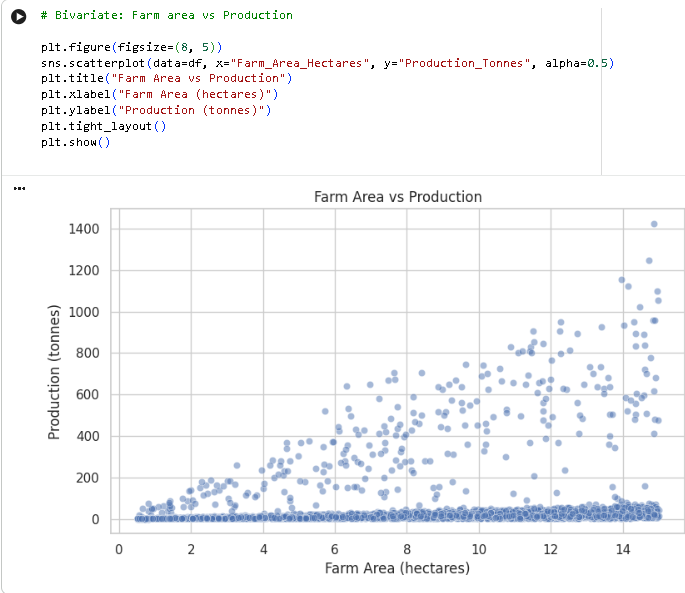 # Bivariate: Farm area vs Production
plt.figure(figsize=(8, 5))
sns.scatterplot(data=df, x="Farm_Area_Hectares", y="Production_Tonnes", alpha=0.5)
plt.title("Farm Area vs Production")
plt.xlabel("Farm Area (hectares)")
plt.ylabel("Production (tonnes)")
plt.tight_layout()
plt.show()
Farm Area vs Production
1400
1200
1000
800
600
400
200
0
Production (tonnes)
0 2 4 6 8 10 12 14
Farm Area (hectares)